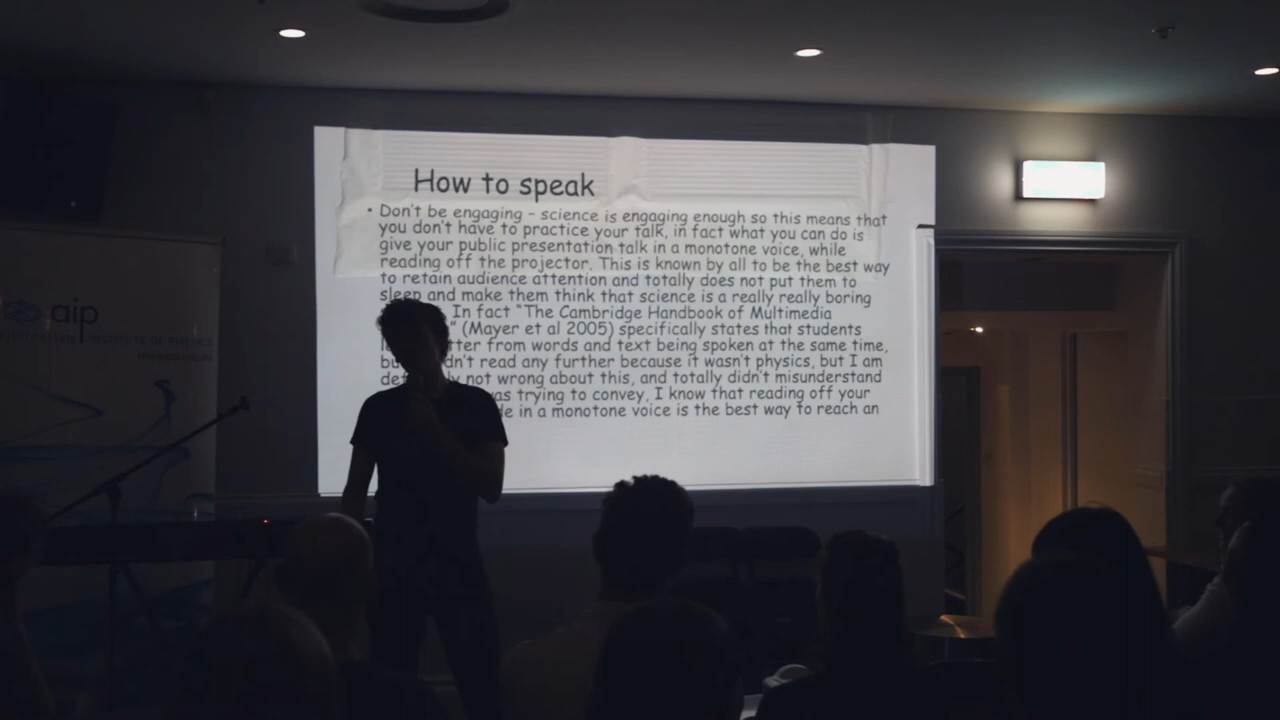 How to speak
• Don't be engaging – science is engaging enough so this means that
you don't have to practice your talk, in fact what you can do is
give your public presentation talk in a monotone voice, while
reading off the projector. This is known by all to be the best way
to retain audience attention and totally does not put them to
sleep and make them think that science is a really really boring
In fact "The Cambridge Handbook of Multimedia
" (Mayer et al 2005) specifically states that students
from words and text being spoken at the same time,
read any further because it wasn't physics, but I am
not wrong about this, and totally didn't misunderstand
was trying to convey, I know that reading off your
in a monotone voice is the best way to reach an
aip
INSTITUTE OF PHYSICS